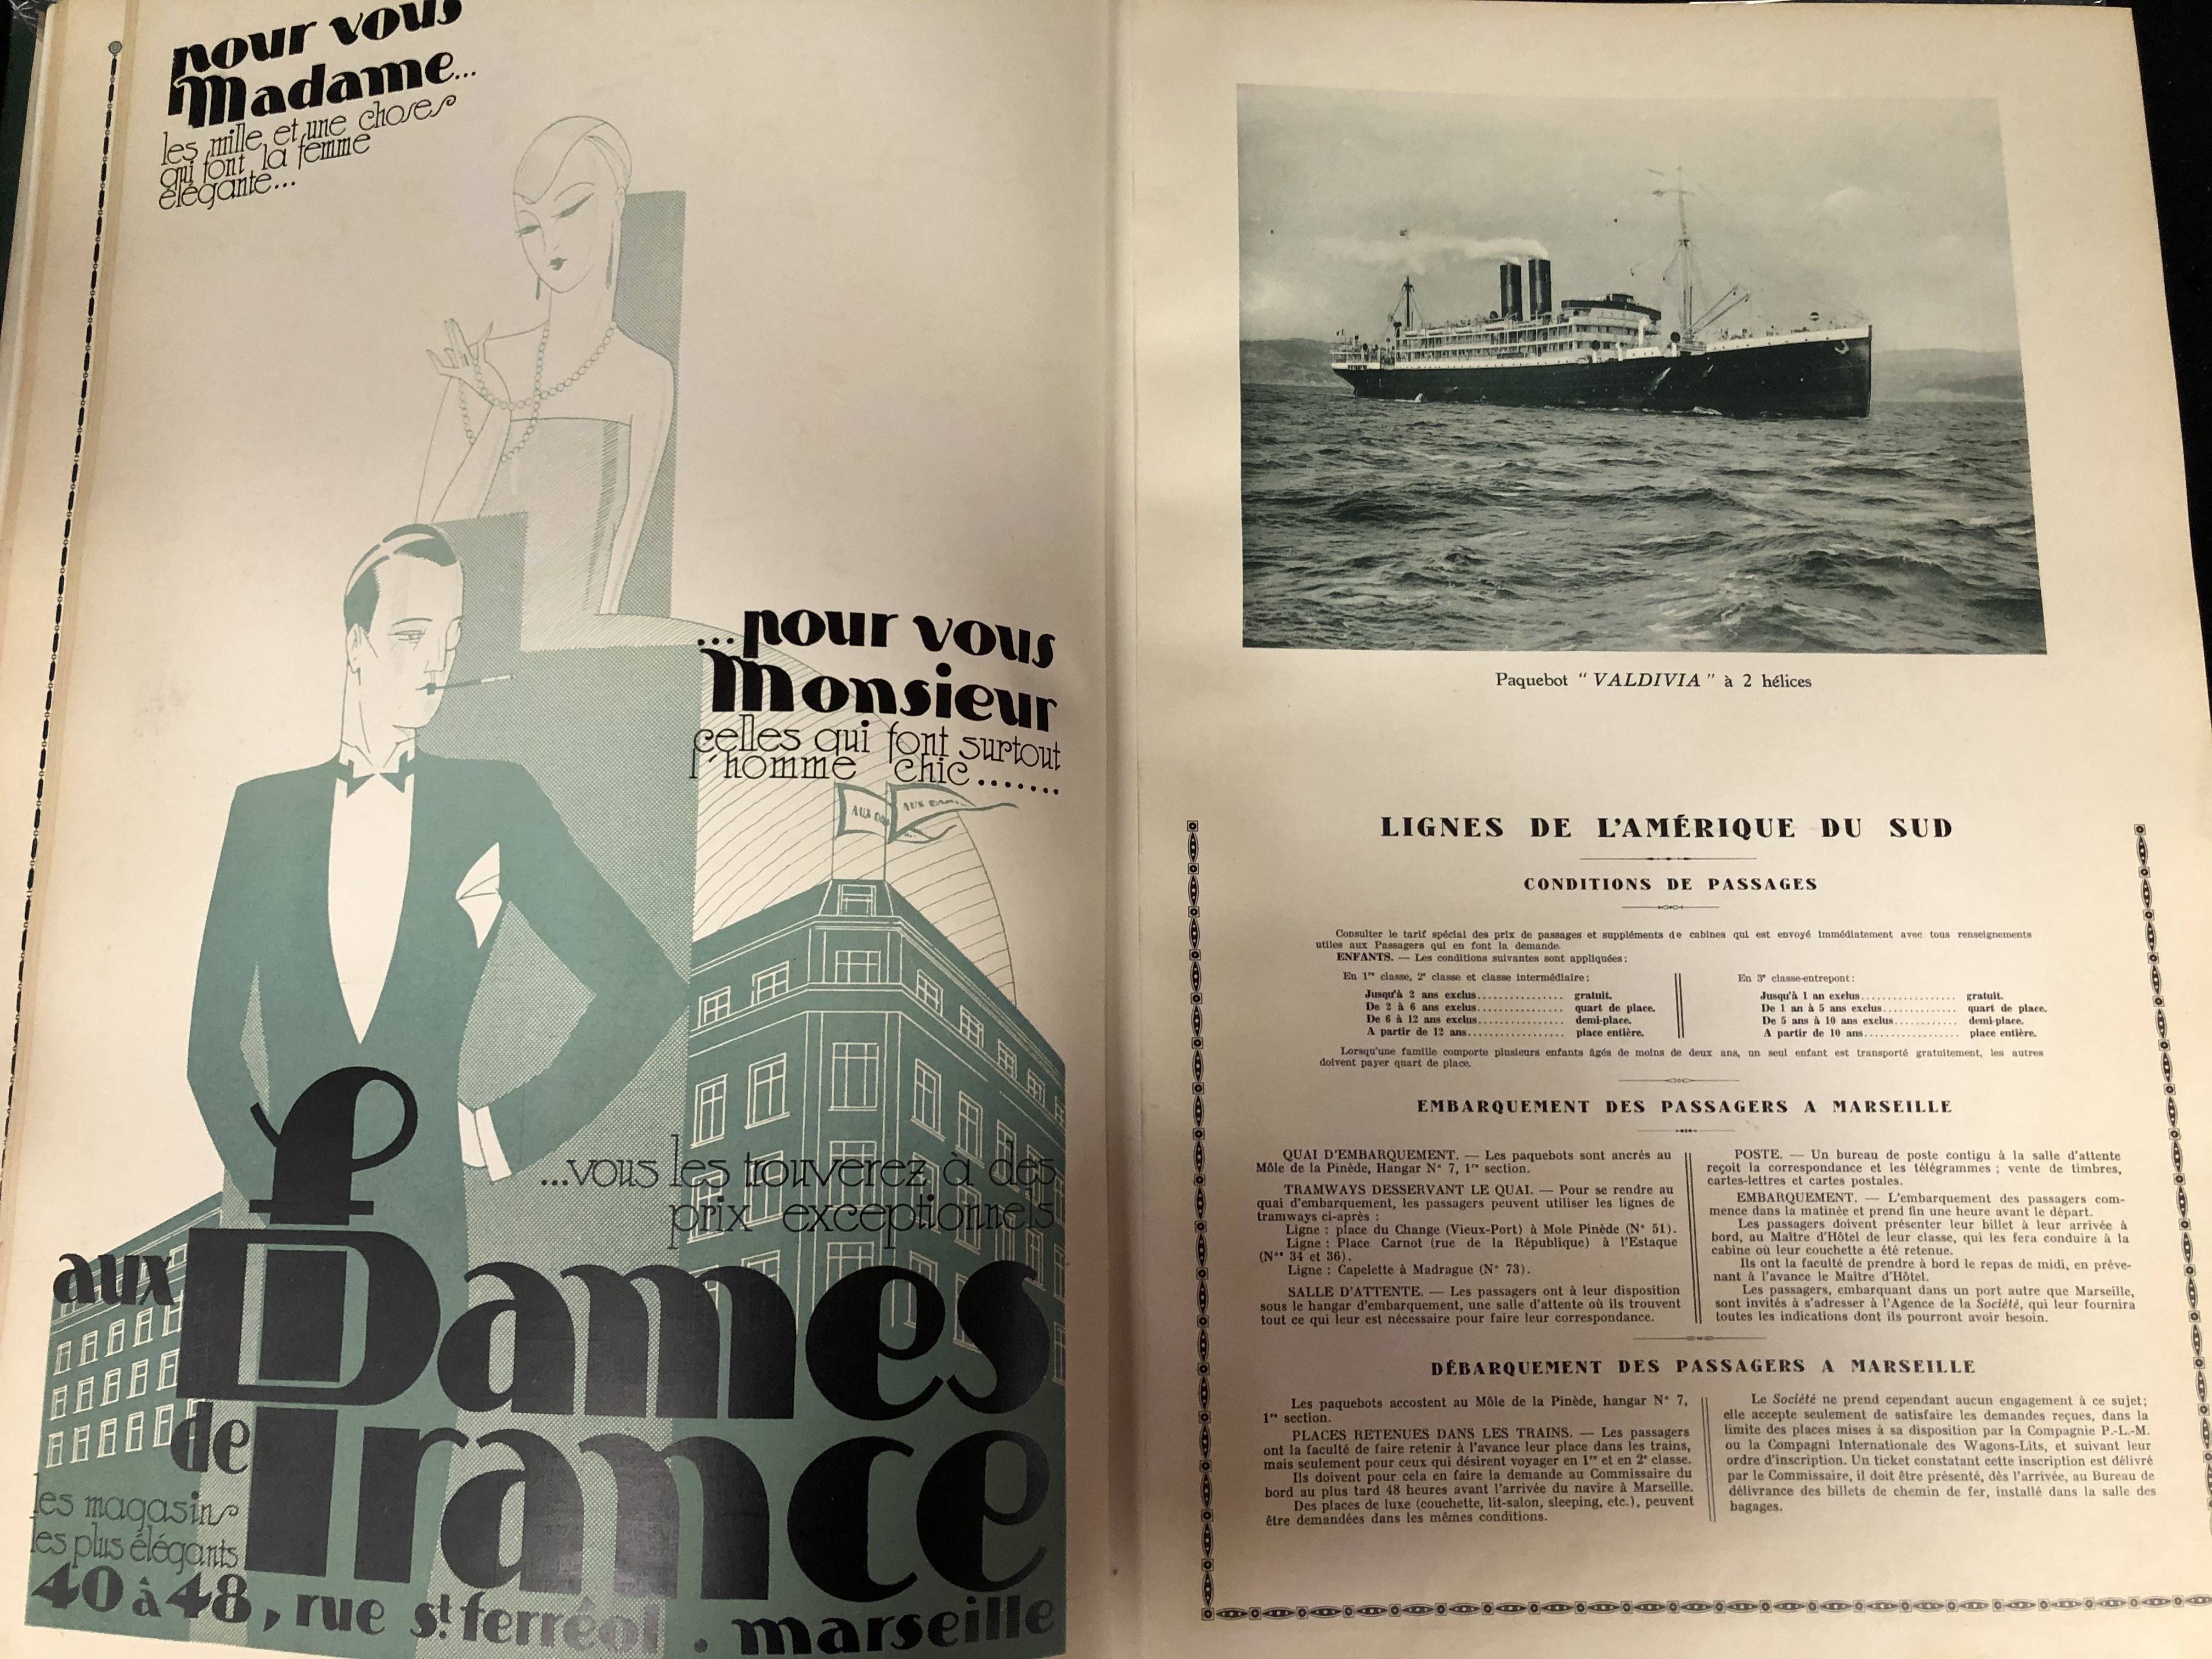 pour vous
Madame...
les mille et une choses
qui font la femme
élégante...
...pour vous
Monsieur
celles qui font surtout
l'homme chic.......
AUX
AUX
...vous les trouverez à des
prix exceptionnels
aux Dames
de france
les magasins
les plus élégants
40 à 48, rue st ferréol. marseille
Paquebot “ VALDIVIA ” à 2 hélices
LIGNES DE L'AMÉRIQUE DU SUD
CONDITIONS DE PASSAGES
Consulter le tarif spécial des prix de passages et suppléments de cabines qui est envoyé immédiatement avec tous renseignements
utiles aux Passagers qui en font la demande.
ENFANTS. — Les conditions suivantes sont appliquées :
En 1re classe, 2e classe et classe intermédiaire :
Jusqu'à 2 ans exclus................ gratuit.
De 2 à 6 ans exclus................ quart de place.
De 6 à 12 ans exclus................ demi-place.
A partir de 12 ans.................. place entière.
En 3e classe-entrepont :
Jusqu'à 1 an exclus.................. gratuit.
De 1 an à 5 ans exclus............. quart de place.
De 5 ans à 10 ans exclus............ demi-place.
A partir de 10 ans.................. place entière.
Lorsqu'une famille comporte plusieurs enfants âgés de moins de deux ans, un seul enfant est transporté gratuitement, les autres
doivent payer quart de place.
EMBARQUEMENT DES PASSAGERS A MARSEILLE
QUAI D'EMBARQUEMENT. — Les paquebots sont ancrés au
Môle de la Pinède, Hangar N° 7, 1re section.
TRAMWAYS DESSERVANT LE QUAI. — Pour se rendre au
quai d'embarquement, les passagers peuvent utiliser les lignes de
tramways ci-après :
Ligne : place du Change (Vieux-Port) à Mole Pinède (N° 51).
Ligne : Place Carnot (rue de la République) à l'Estaque
(Nos 34 et 36).
Ligne : Capelette à Madrague (N° 73).
SALLE D'ATTENTE. — Les passagers ont à leur disposition
sous le hangar d'embarquement, une salle d'attente où ils trouvent
tout ce qui leur est nécessaire pour faire leur correspondance.
POSTE. — Un bureau de poste contigu à la salle d'attente
reçoit la correspondance et les télégrammes ; vente de timbres,
cartes-lettres et cartes postales.
EMBARQUEMENT. — L'embarquement des passagers com-
mence dans la matinée et prend fin une heure avant le départ.
Les passagers doivent présenter leur billet à leur arrivée à
bord, au Maître d'Hôtel de leur classe, qui les fera conduire à la
cabine où leur couchette a été retenue.
Ils ont la faculté de prendre à bord le repas de midi, en préve-
nant à l'avance le Maître d'Hôtel.
Les passagers, embarquant dans un port autre que Marseille,
sont invités à s'adresser à l'Agence de la Société, qui leur fournira
toutes les indications dont ils pourront avoir besoin.
DÉBARQUEMENT DES PASSAGERS A MARSEILLE
Les paquebots accostent au Môle de la Pinède, hangar N° 7,
1re section.
PLACES RETENUES DANS LES TRAINS. — Les passagers
ont la faculté de faire retenir à l'avance leur place dans les trains,
mais seulement pour ceux qui désirent voyager en 1re et en 2e classe.
Ils doivent pour cela en faire la demande au Commissaire du
bord au plus tard 48 heures avant l'arrivée du navire à Marseille.
Des places de luxe (couchette, lit-salon, sleeping, etc.), peuvent
être demandées dans les mêmes conditions.
Le Société ne prend cependant aucun engagement à ce sujet;
elle accepte seulement de satisfaire les demandes reçues, dans la
limite des places mises à sa disposition par la Compagnie P.-L.-M.
ou la Compagni Internationale des Wagons-Lits, et suivant leur
ordre d'inscription. Un ticket constatant cette inscription est délivré
par le Commissaire, il doit être présenté, dès l'arrivée, au Bureau de
délivrance des billets de chemin de fer, installé dans la salle des
bagages.